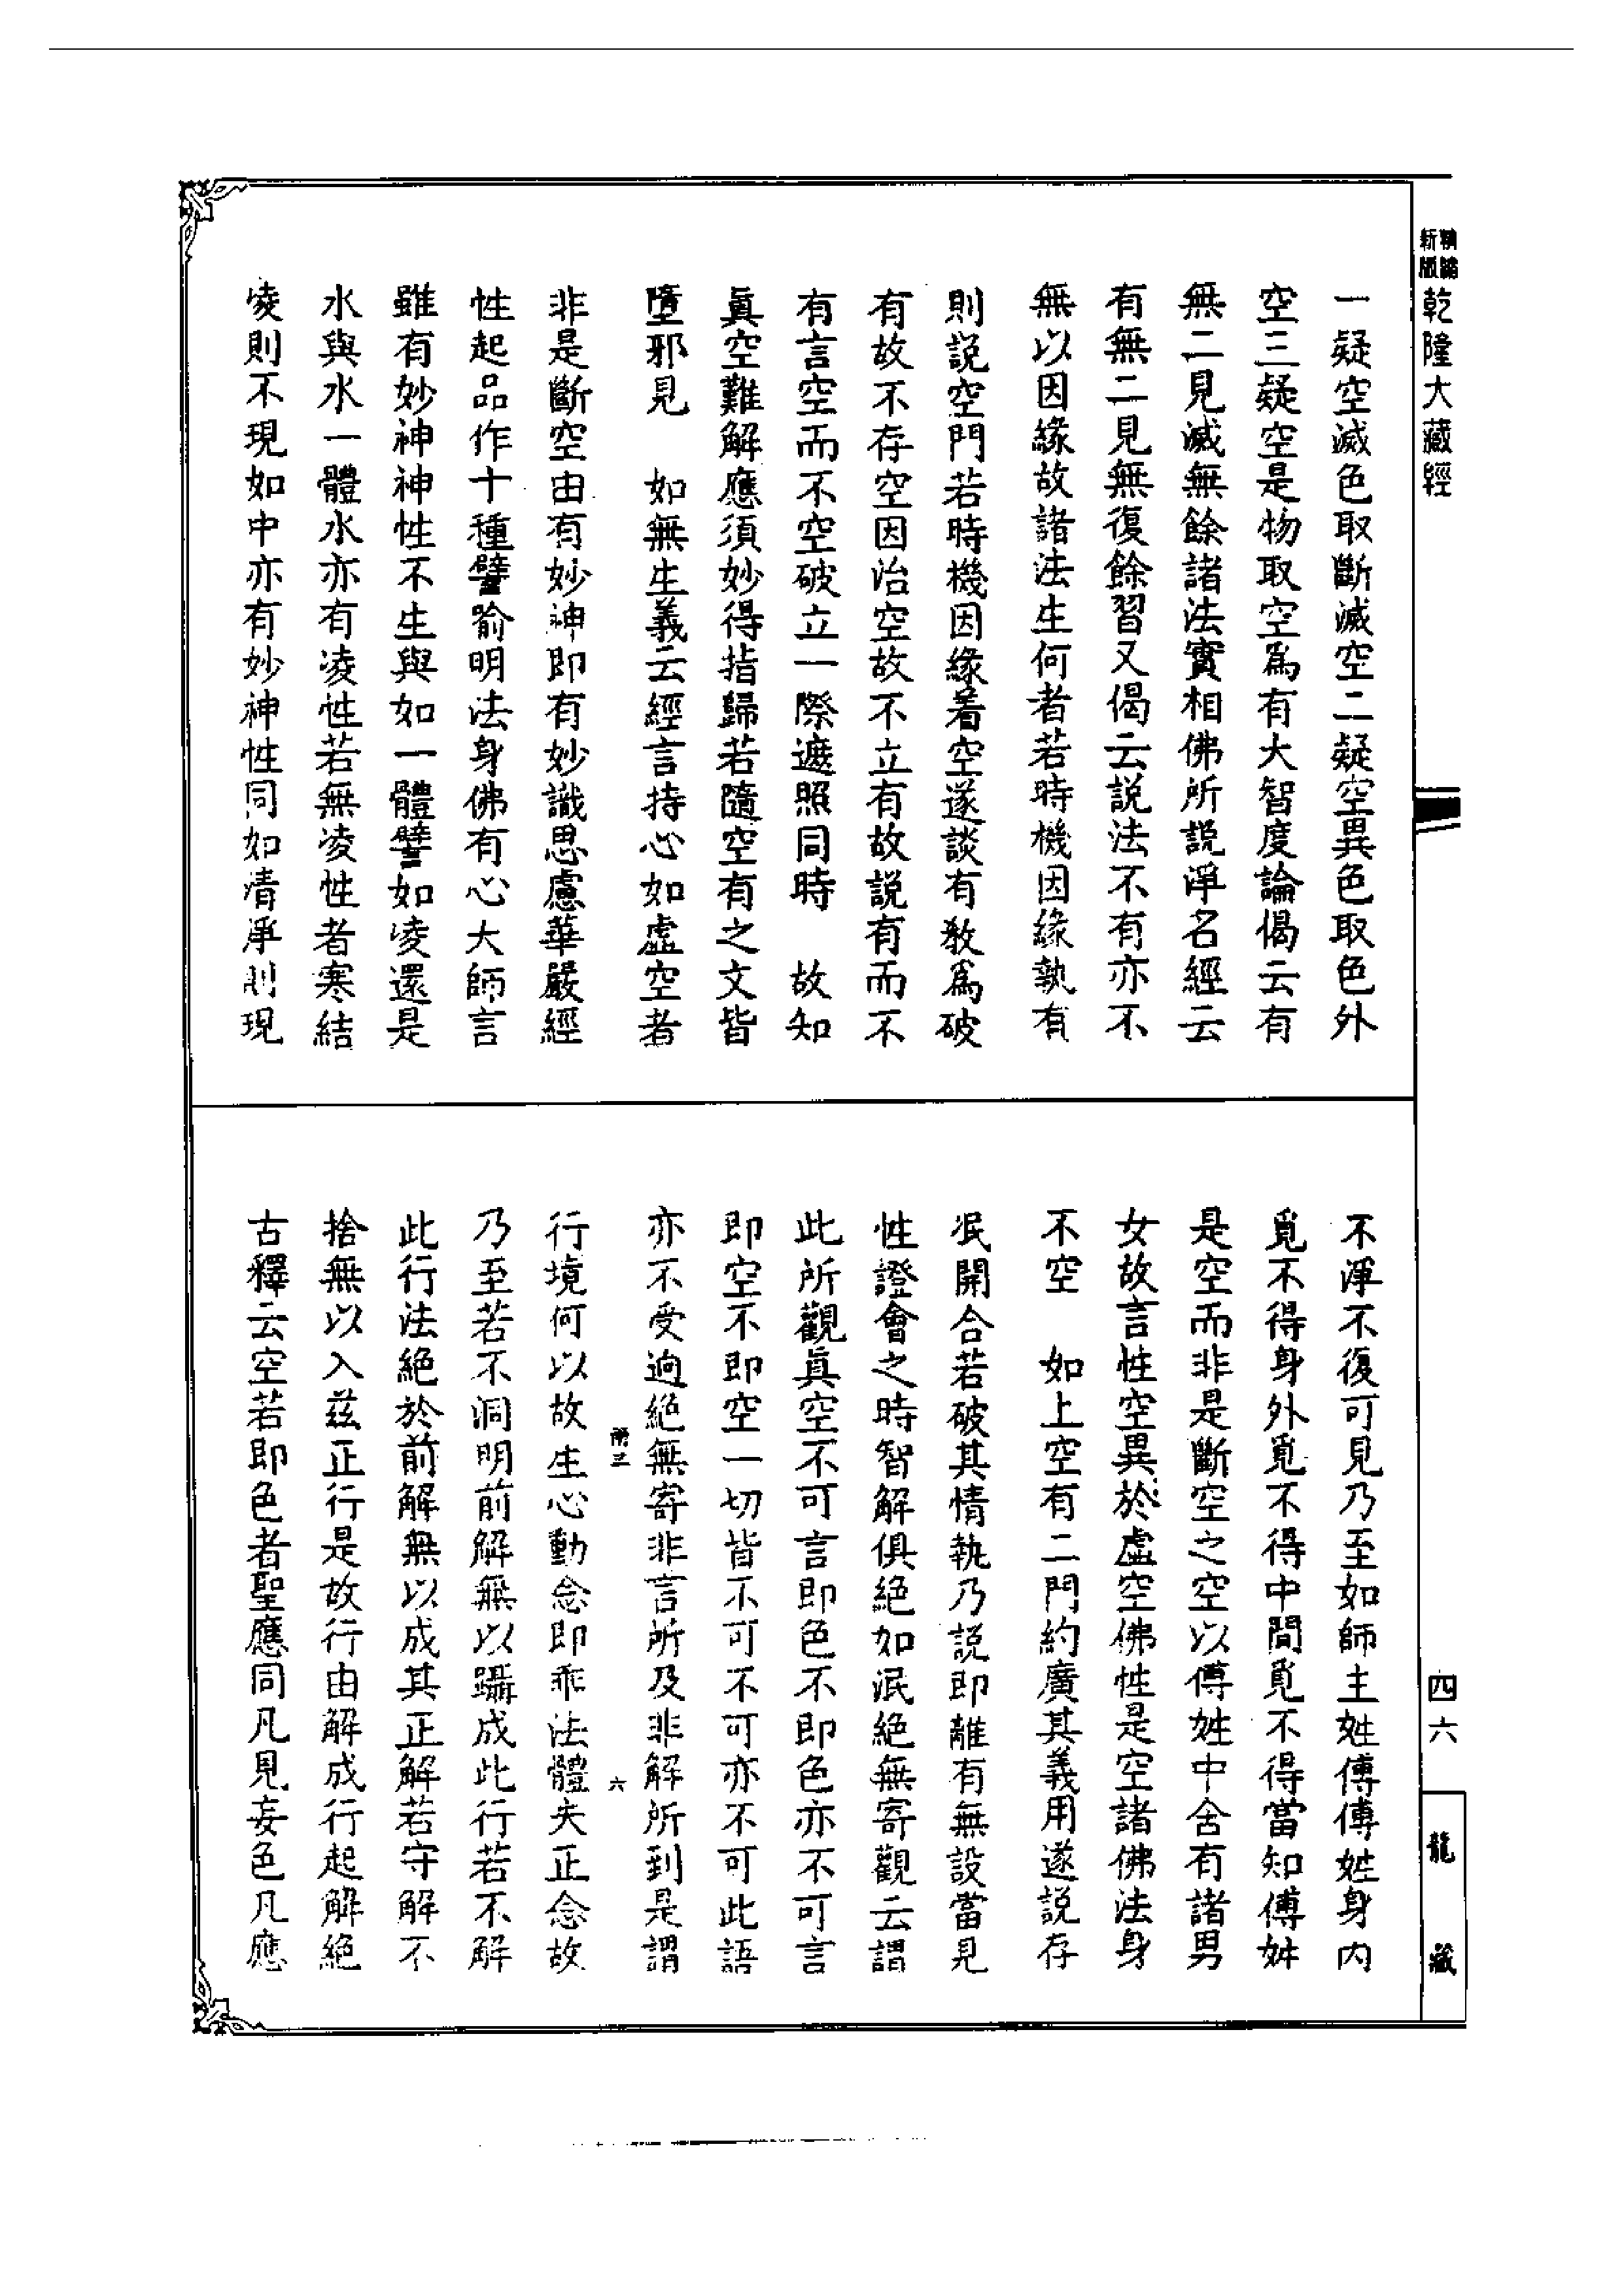 精縮新版乾隆大藏經
一疑空滅色取斷滅空二疑空異色取色外
空三疑空是物取空為有大智度論偈云有
無二見滅無餘諸法實相佛所說淨名經云
有無二見無復餘習又偈云說法不有亦不
無以因緣故諸法生何者若時機因緣執有
則說空門若時機因緣着空遂談有教為破
有故不存空因治空故不立有故說有而不
有言空而不空破立一際遮照同時　故知
眞空難解應須妙得指歸若隨空有之文皆
墮邪見　如無生義云經言持心如虛空者
非是斷空由有妙神即有妙識思慮華嚴經
性起品作十種譬喻明法身佛有心大師言
雖有妙神神性不生與如一體譬如凌還是
水與水一體水亦有凌性若無凌性者寒結
凌則不現如中亦有妙神性同如清淨則現
不淨不復可見乃至如師主姓傅傅姓身內
覓不得身外覓不得中間覓不得當知傅姓
是空而非是斷空之空以傅姓中含有諸男
女故言性空異於虛空佛性是空諸佛法身
不空　如上空有二門約廣其義用遂說存
泯開合若破其情執乃說即離有無設當見
性證會之時智解俱絕如泯絕無寄觀云謂
此所觀眞空不可言即色不即色亦不可言
即空不即空一切皆不可不可亦不可此語
亦不受逈絕無寄非言所及非解所到是謂
六
行境何以故生心動念即乖法體失正念故
乃至若不洞明前解無以躡成此行若不解
此行法絕於前解無以成其正解若守解不
捨無以入茲正行是故行由解成行起解絕
古釋云空若即色者聖應同凡見妄色凡應
四六
龍藏